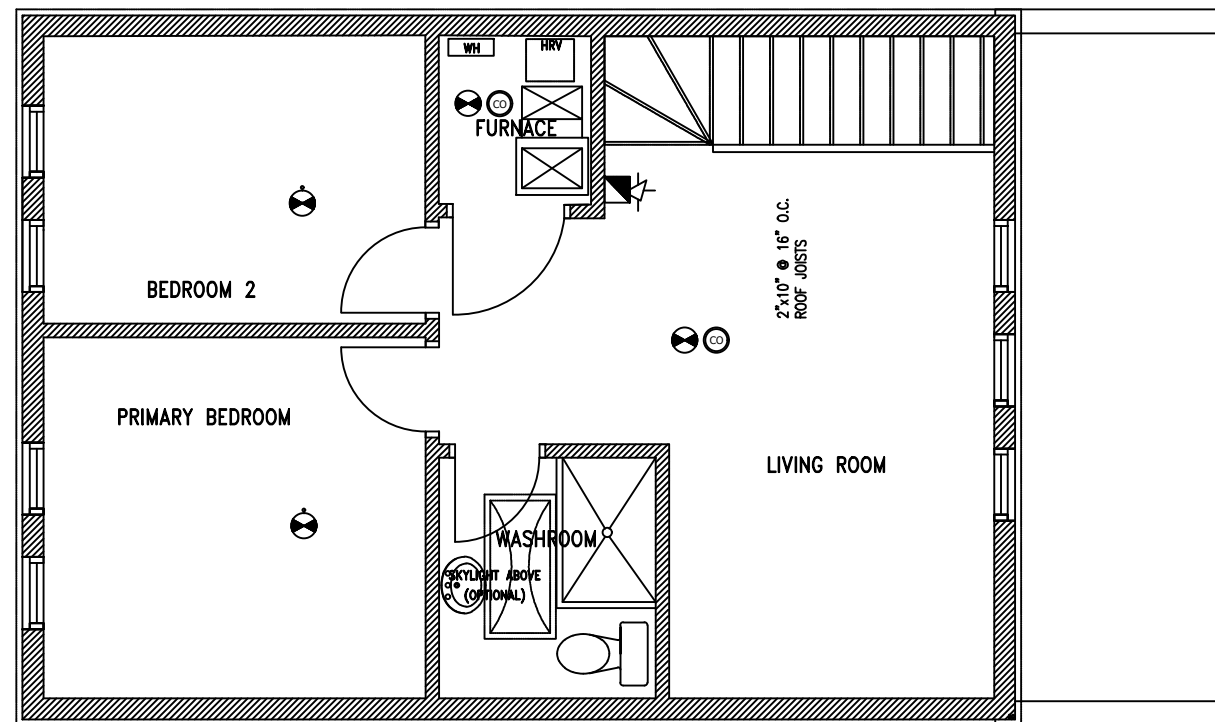 WH
HRV
CO
FURNACE
2"x10" @ 16" O.C.
ROOF JOISTS
BEDROOM 2
CO
PRIMARY BEDROOM
LIVING ROOM
WASHROOM
SKYLIGHT ABOVE
(OPTIONAL)